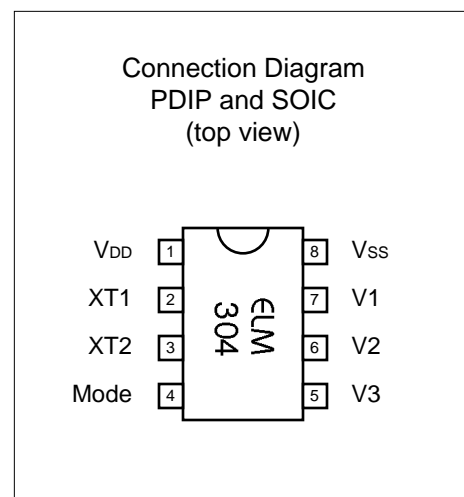 Connection Diagram
PDIP and SOIC
(top view)
VDD 1 8 VSS
XT1 2 7 V1
XT2 3 6 V2
Mode 4 5 V3
ELM
304